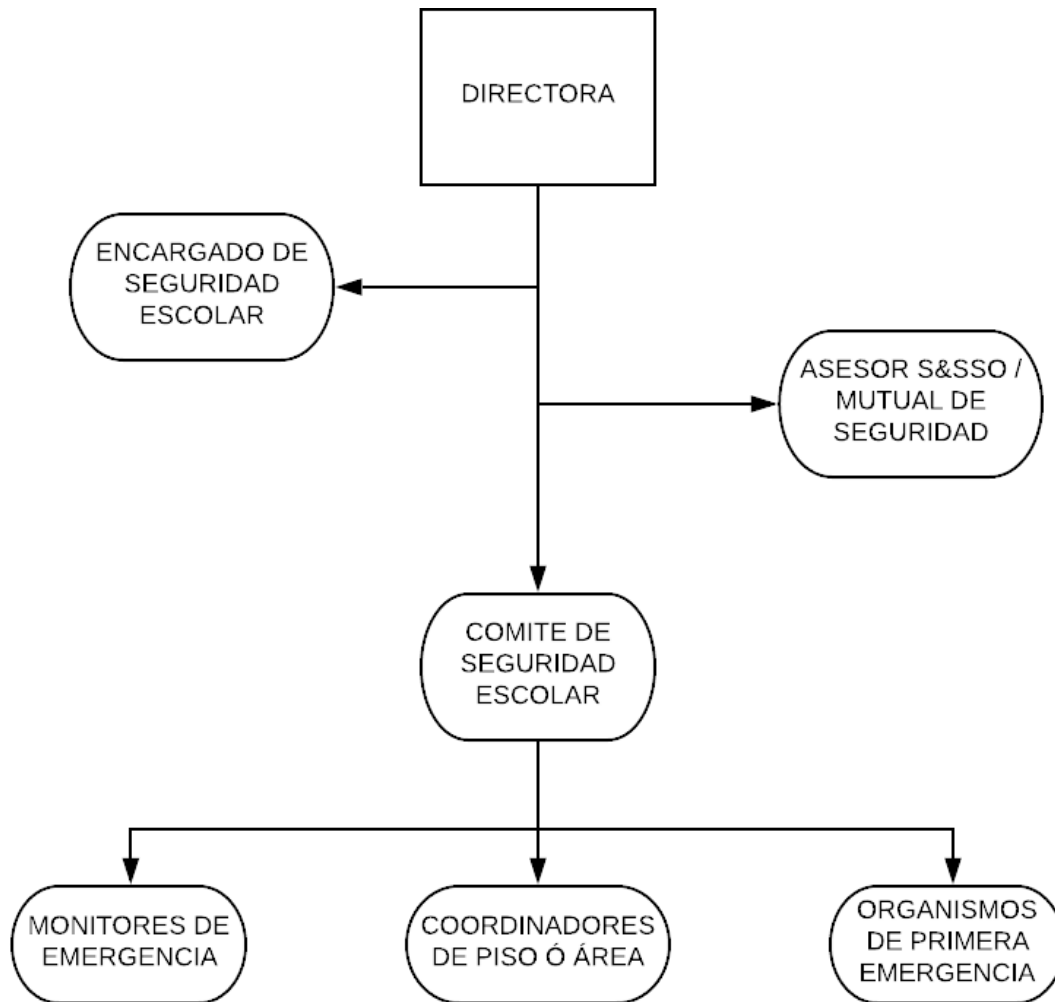 DIRECTORA
ENCARGADO DE
SEGURIDAD
ESCOLAR
ASESOR S&SSO /
MUTUAL DE
SEGURIDAD
COMITE DE
SEGURIDAD
ESCOLAR
MONITORES DE
EMERGENCIA
COORDINADORES
DE PISO Ó ÁREA
ORGANISMOS
DE PRIMERA
EMERGENCIA